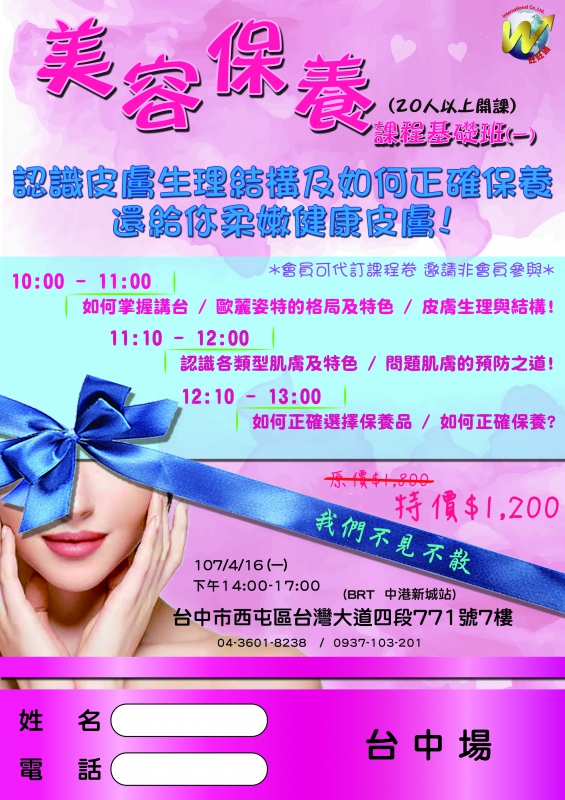 International Co.,Ltd.
W
旺旺通
美容保養
(20人以上開課)
課程基礎班(一)
認識皮膚生理結構及如何正確保養
還給你柔嫩健康皮膚!
*會員可代訂課程卷 邀請非會員參與*
10:00 - 11:00
如何掌握講台 / 歐麗姿特的格局及特色 / 皮膚生理與結構!
11:10 - 12:00
認識各類型肌膚及特色 / 問題肌膚的預防之道!
12:10 - 13:00
如何正確選擇保養品 / 如何正確保養?
原價$1,800
特價$1,200
我們不見不散
107/4/16(一)
下午14:00-17:00
(BRT 中港新城站)
台中市西屯區台灣大道四段771號7樓
04-3601-8238 / 0937-103-201
姓 名
電 話
台中場